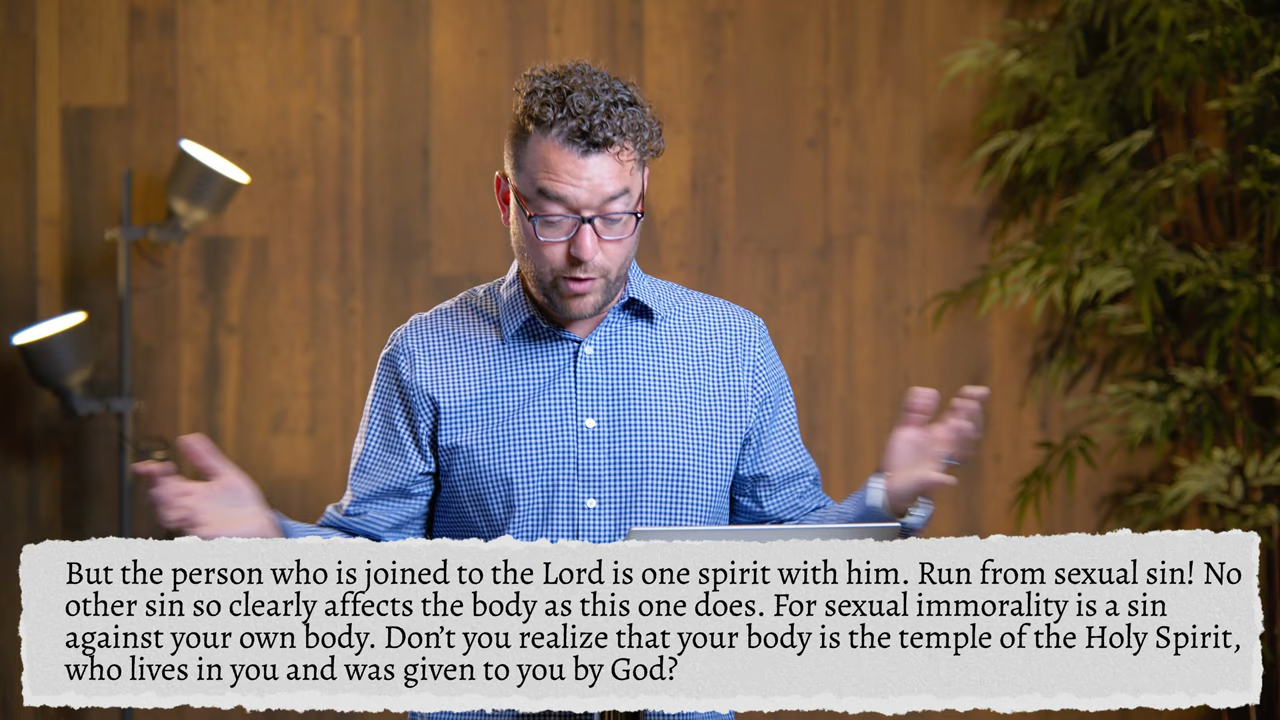 But the person who is joined to the Lord is one spirit with him. Run from sexual sin! No
other sin so clearly affects the body as this one does. For sexual immorality is a sin
against your own body. Don’t you realize that your body is the temple of the Holy Spirit,
who lives in you and was given to you by God?